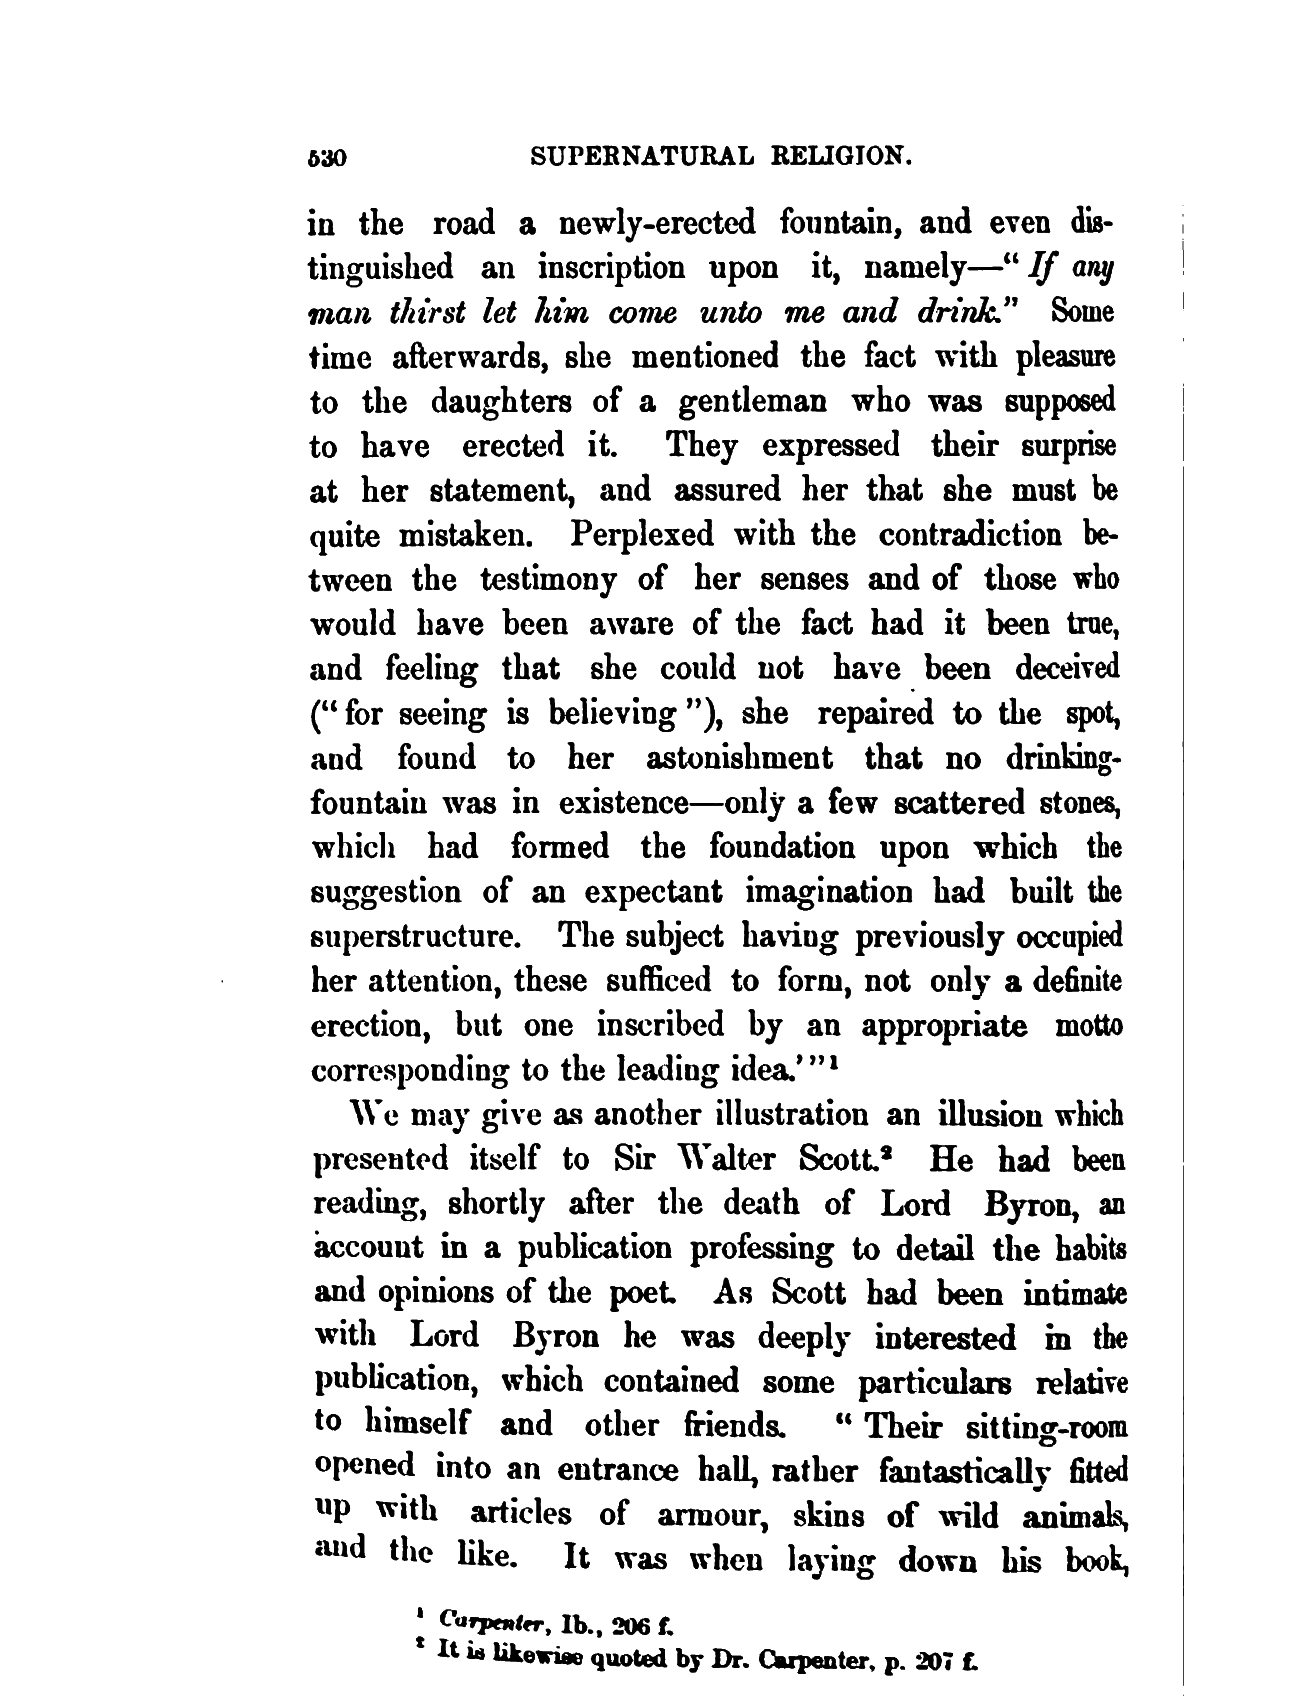 530 SUPERNATURAL RELIGION.
in the road a newly-erected fountain, and even dis-
tinguished an inscription upon it, namely—“ If any
man thirst let him come unto me and drink.” Some
time afterwards, she mentioned the fact with pleasure
to the daughters of a gentleman who was supposed
to have erected it. They expressed their surprise
at her statement, and assured her that she must be
quite mistaken. Perplexed with the contradiction be-
tween the testimony of her senses and of those who
would have been aware of the fact had it been true,
and feeling that she could not have been deceived
(“ for seeing is believing ”), she repaired to the spot,
and found to her astonishment that no drinking-
fountain was in existence—only a few scattered stones,
which had formed the foundation upon which the
suggestion of an expectant imagination had built the
superstructure. The subject having previously occupied
her attention, these sufficed to form, not only a definite
erection, but one inscribed by an appropriate motto
corresponding to the leading idea.’ ”¹
We may give as another illustration an illusion which
presented itself to Sir Walter Scott.² He had been
reading, shortly after the death of Lord Byron, an
account in a publication professing to detail the habits
and opinions of the poet. As Scott had been intimate
with Lord Byron he was deeply interested in the
publication, which contained some particulars relative
to himself and other friends. “ Their sitting-room
opened into an entrance hall, rather fantastically fitted
up with articles of armour, skins of wild animals,
and the like. It was when laying down his book,
¹ Carpenter, Ib., 206 f.
² It is likewise quoted by Dr. Carpenter, p. 207 f.